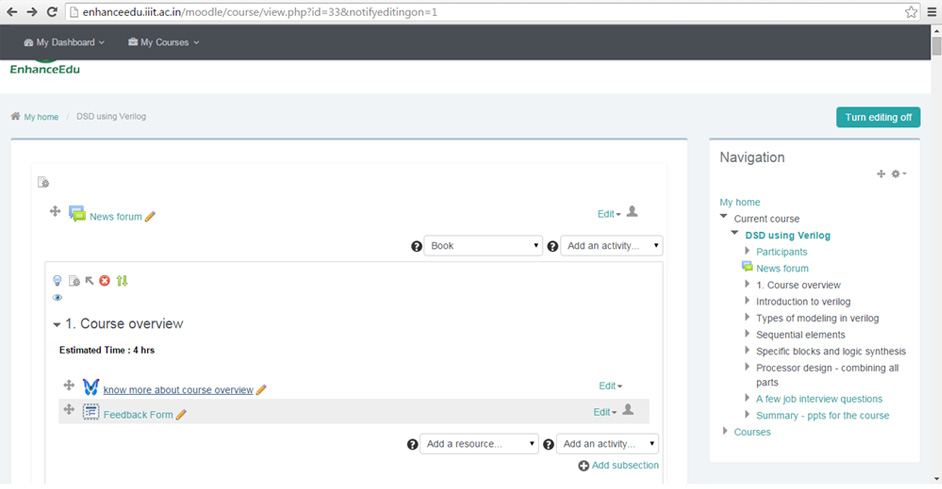 enhanceedu.iiit.ac.in/moodle/course/view.php?id=33&notifyeditingon=1
My Dashboard My Courses
EnhanceEdu
My home / DSD using Verilog
Turn editing off
News forum Edit
Book Add an activity...
1. Course overview
Estimated Time : 4 hrs
know more about course overview Edit
Feedback Form Edit
Add a resource... Add an activity...
Add subsection
Navigation
My home
Current course
DSD using Verilog
Participants
News forum
1. Course overview
Introduction to verilog
Types of modeling in verilog
Sequential elements
Specific blocks and logic synthesis
Processor design - combining all
parts
A few job interview questions
Summary - ppts for the course
Courses